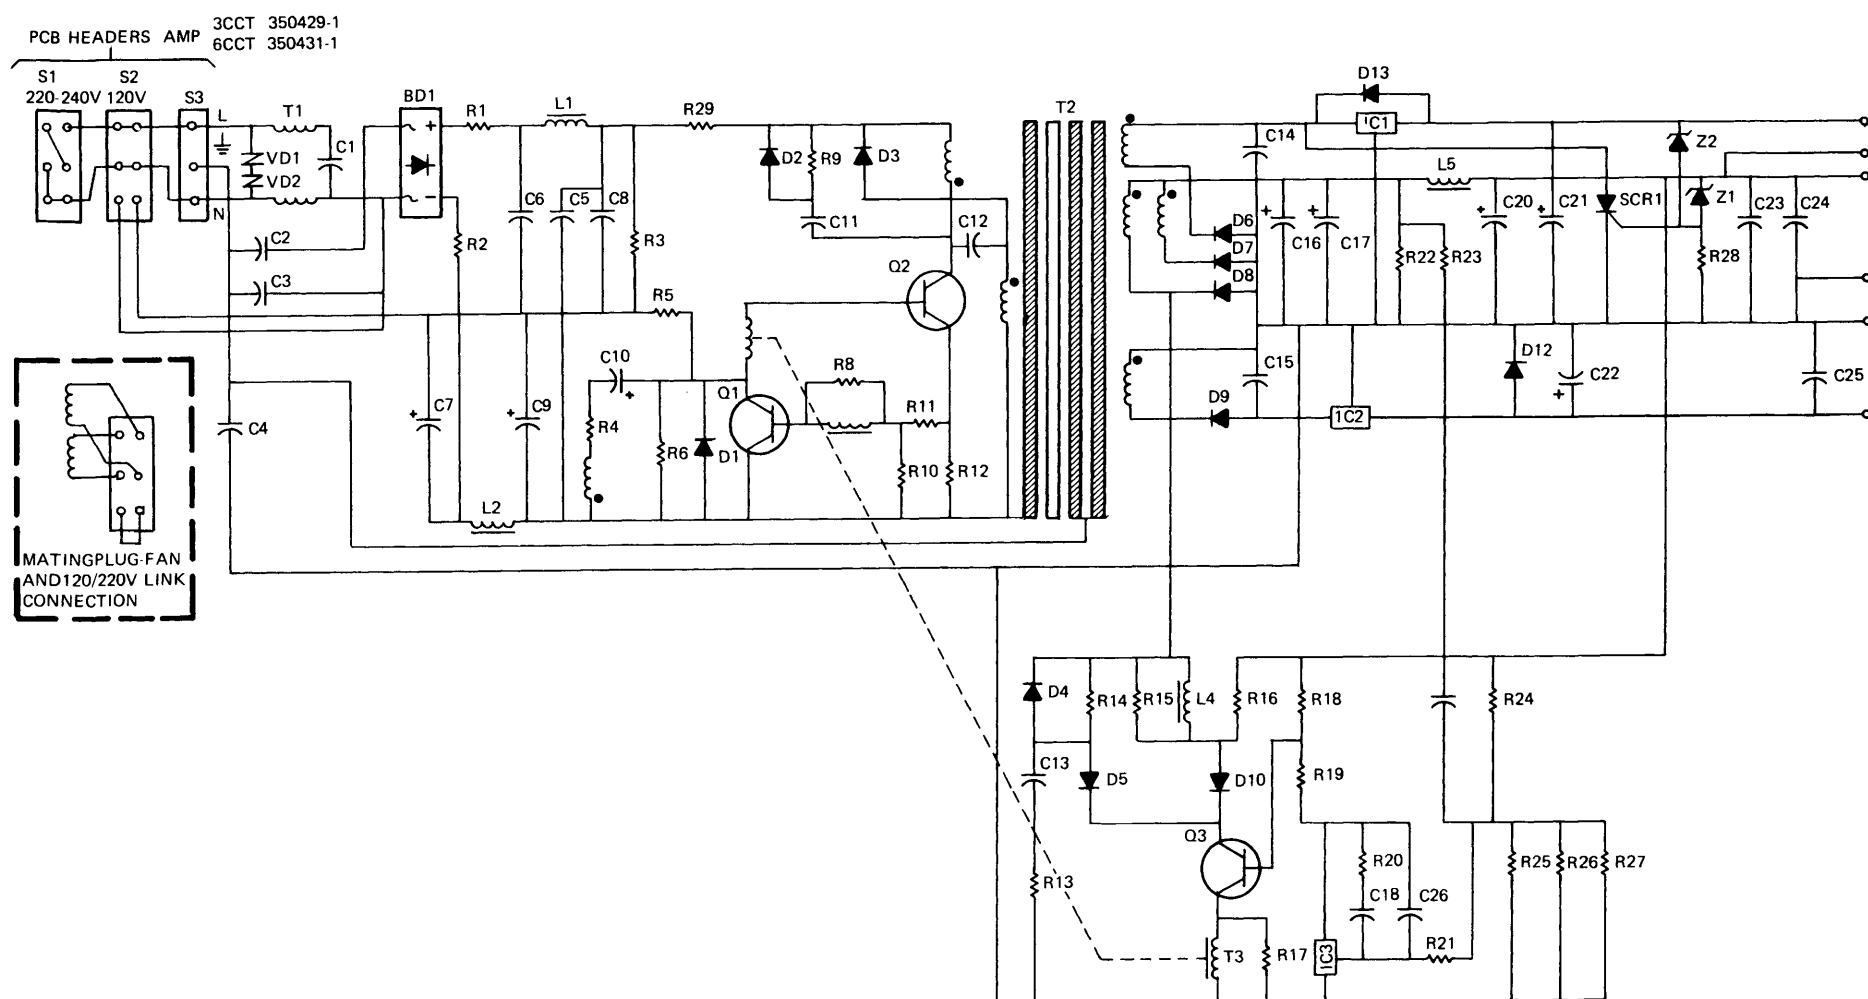 3CCT 350429-1
PCB HEADERS AMP 6CCT 350431-1
S1 S2 S3
220-240V 120V
L
N
T1
C1
VD1
VD2
BD1
R1
L1
R29
T2
D13
IC1
C14
Z2
L5
D2
R9
D3
C11
C12
C6
C5
C8
R3
R2
C2
C3
R5
Q2
D6
D7
D8
C16
C17
R22
R23
C20
C21
SCR1
Z1
R28
C23
C24
C4
C7
C9
C10
R4
R6
D1
Q1
R8
R11
R10
R12
L2
D9
C15
1C2
D12
C22
C25
MATINGPLUG-FAN
AND120/220V LINK
CONNECTION
D4
R14
R15
L4
R16
R18
R24
C13
D5
D10
R19
Q3
R13
R20
C18
C26
R25
R26
R27
T3
R17
IC3
R21